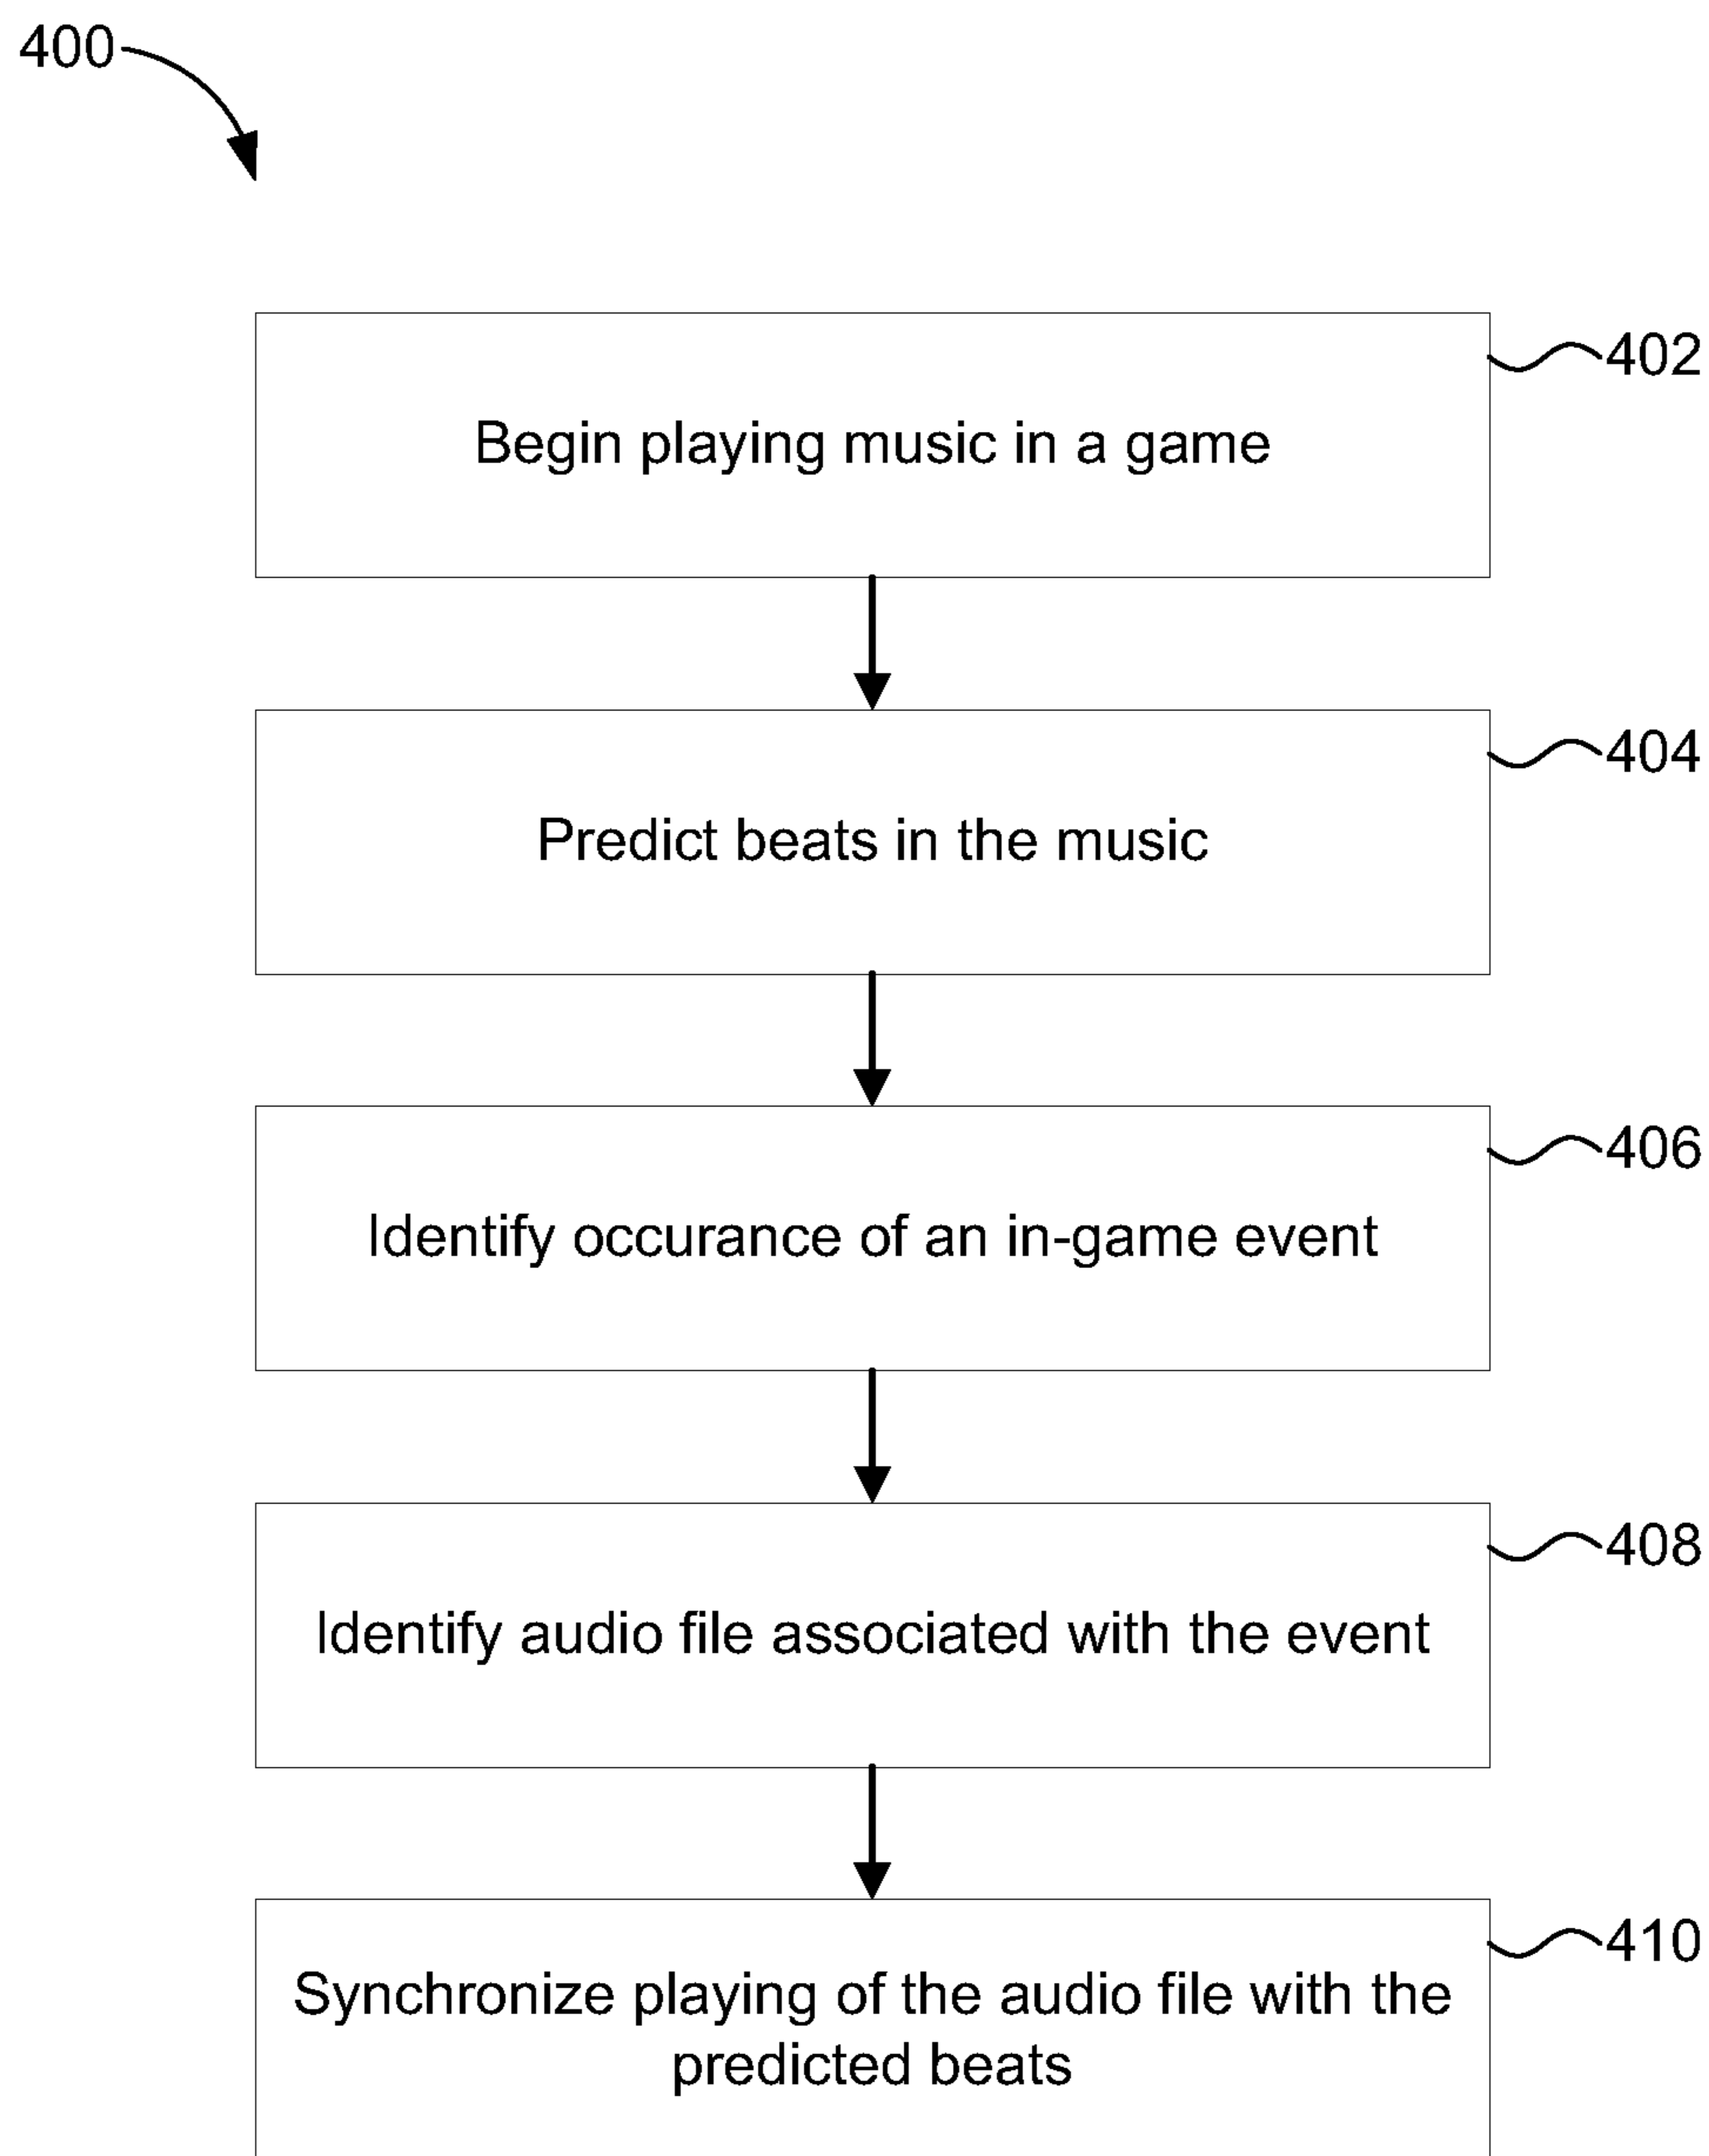 400
402
Begin playing music in a game
404
Predict beats in the music
406
Identify occurance of an in-game event
408
Identify audio file associated with the event
410
Synchronize playing of the audio file with the
predicted beats